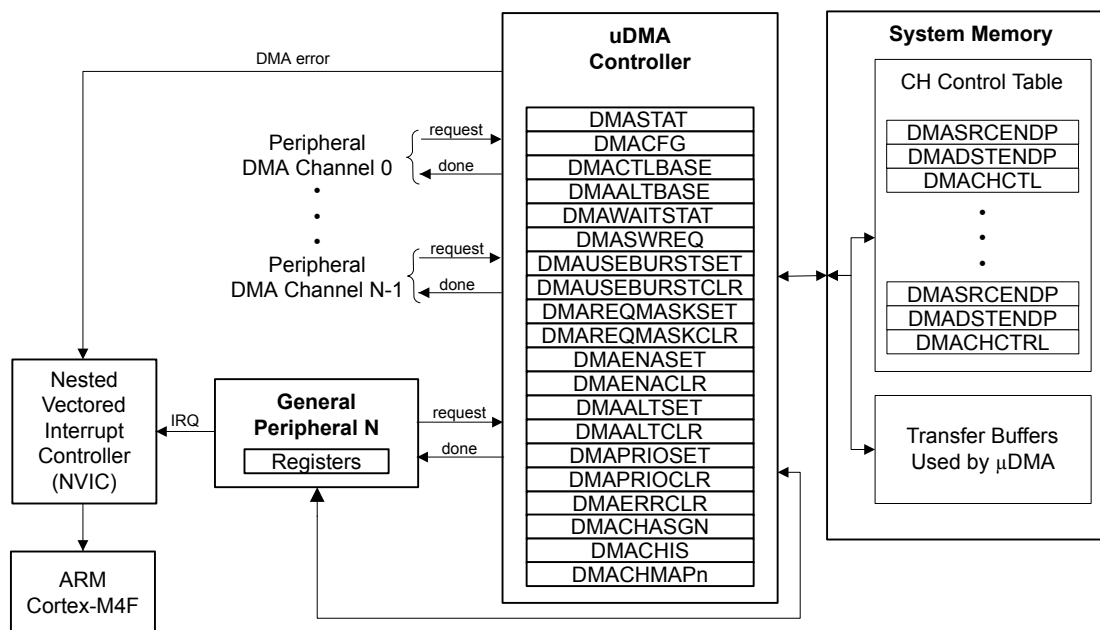 DMA error
Peripheral
DMA Channel 0
request
done
•
•
•
Peripheral
DMA Channel N-1
request
done
Nested
Vectored
Interrupt
Controller
(NVIC)
IRQ
General
Peripheral N
Registers
request
done
ARM
Cortex-M4F
uDMA
Controller
DMASTAT
DMACFG
DMACTLBASE
DMAALTBASE
DMAWAITSTAT
DMASWREQ
DMAUSEBURSTSET
DMAUSEBURSTCLR
DMAREQMASKSET
DMAREQMASKCLR
DMAENASET
DMAENACLR
DMAALTSET
DMAALTCLR
DMAPRIOSET
DMAPRIOCLR
DMAERRCLR
DMACHASGN
DMACHIS
DMACHMAPn
System Memory
CH Control Table
DMASRCENDP
DMADSTENDP
DMACHCTL
•
•
•
DMASRCENDP
DMADSTENDP
DMACHCTRL
Transfer Buffers
Used by μDMA